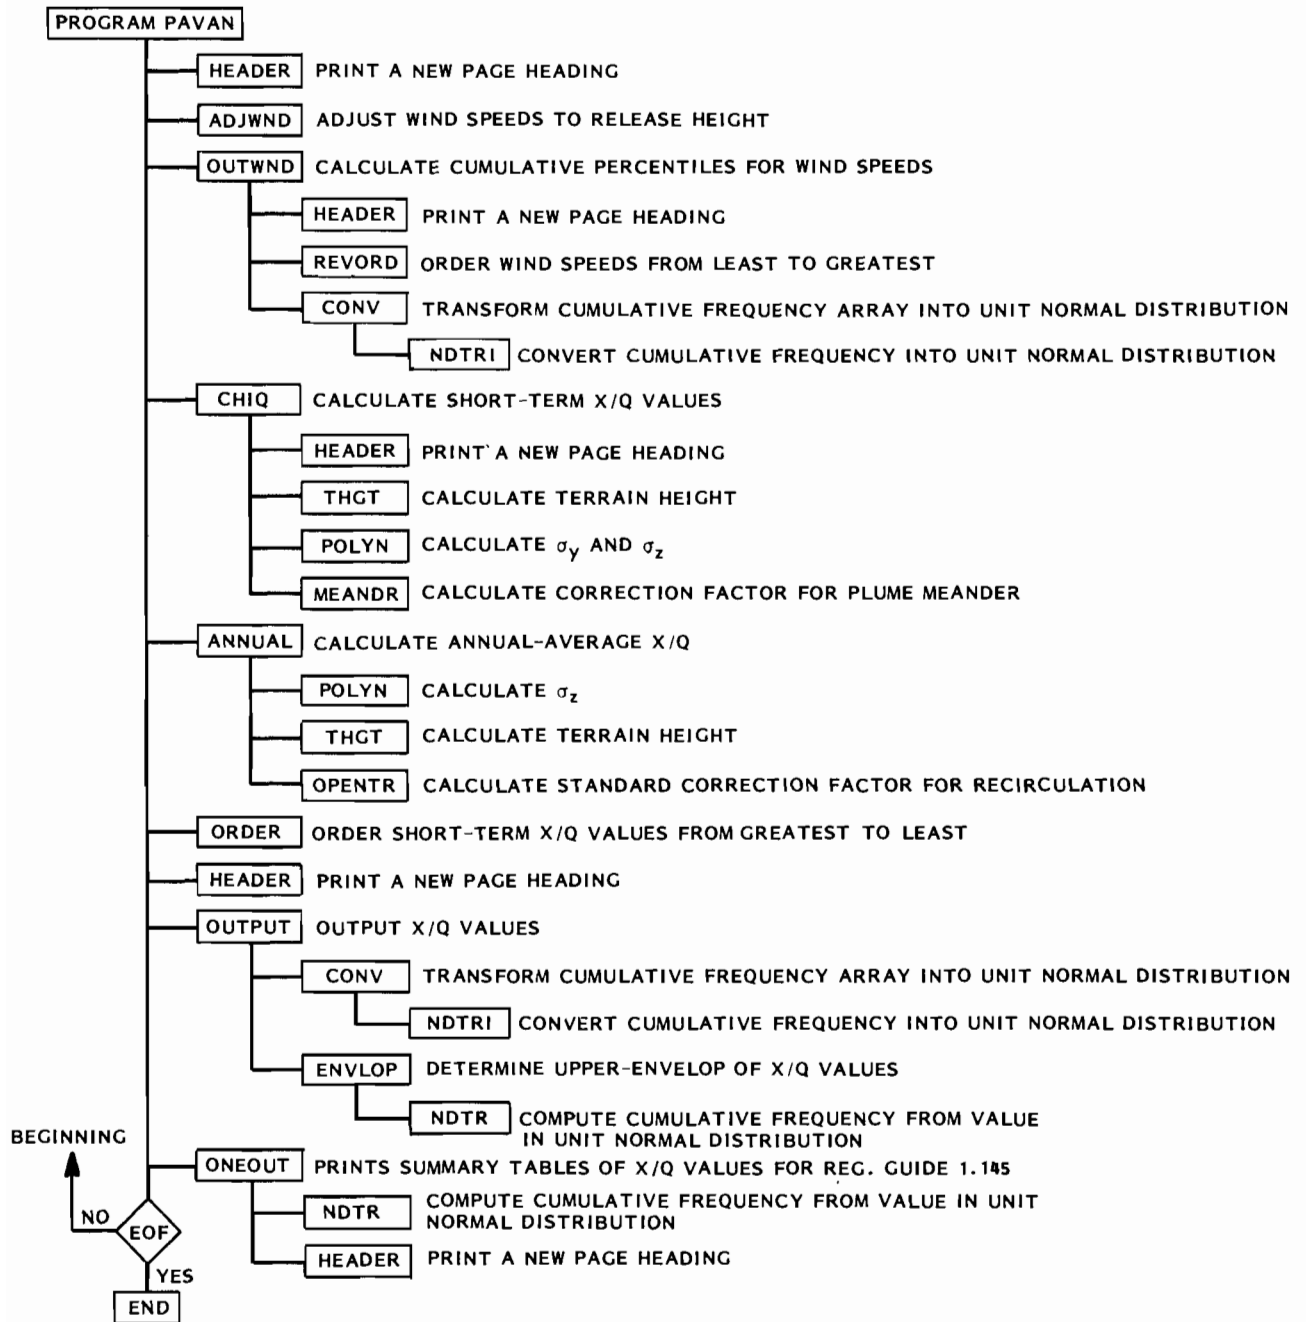 PROGRAM PAVAN
HEADER PRINT A NEW PAGE HEADING
ADJWND ADJUST WIND SPEEDS TO RELEASE HEIGHT
OUTWND CALCULATE CUMULATIVE PERCENTILES FOR WIND SPEEDS
HEADER PRINT A NEW PAGE HEADING
REVORD ORDER WIND SPEEDS FROM LEAST TO GREATEST
CONV TRANSFORM CUMULATIVE FREQUENCY ARRAY INTO UNIT NORMAL DISTRIBUTION
NDTRI CONVERT CUMULATIVE FREQUENCY INTO UNIT NORMAL DISTRIBUTION
CHIQ CALCULATE SHORT-TERM X/Q VALUES
HEADER PRINT A NEW PAGE HEADING
THGT CALCULATE TERRAIN HEIGHT
POLYN CALCULATE σy AND σz
MEANDR CALCULATE CORRECTION FACTOR FOR PLUME MEANDER
ANNUAL CALCULATE ANNUAL-AVERAGE X/Q
POLYN CALCULATE σz
THGT CALCULATE TERRAIN HEIGHT
OPENTR CALCULATE STANDARD CORRECTION FACTOR FOR RECIRCULATION
ORDER ORDER SHORT-TERM X/Q VALUES FROM GREATEST TO LEAST
HEADER PRINT A NEW PAGE HEADING
OUTPUT OUTPUT X/Q VALUES
CONV TRANSFORM CUMULATIVE FREQUENCY ARRAY INTO UNIT NORMAL DISTRIBUTION
NDTRI CONVERT CUMULATIVE FREQUENCY INTO UNIT NORMAL DISTRIBUTION
ENVLOP DETERMINE UPPER-ENVELOP OF X/Q VALUES
NDTR COMPUTE CUMULATIVE FREQUENCY FROM VALUE
IN UNIT NORMAL DISTRIBUTION
BEGINNING
ONEOUT PRINTS SUMMARY TABLES OF X/Q VALUES FOR REG. GUIDE 1.145
NDTR COMPUTE CUMULATIVE FREQUENCY FROM VALUE IN UNIT
NORMAL DISTRIBUTION
NO
EOF
HEADER PRINT A NEW PAGE HEADING
YES
END